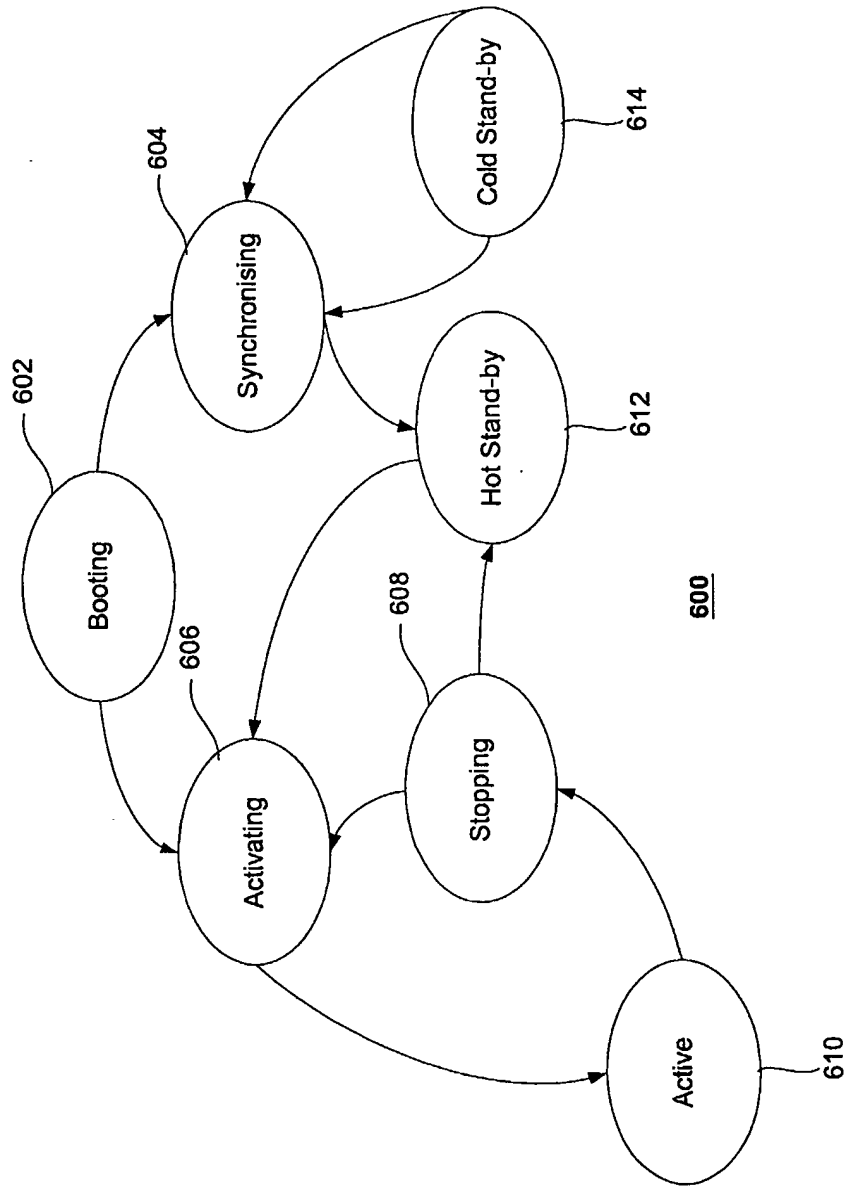 602
Booting
604
Synchronising
606
Activating
Cold Stand-by
614
Hot Stand-by
612
608
Stopping
Active
610
600